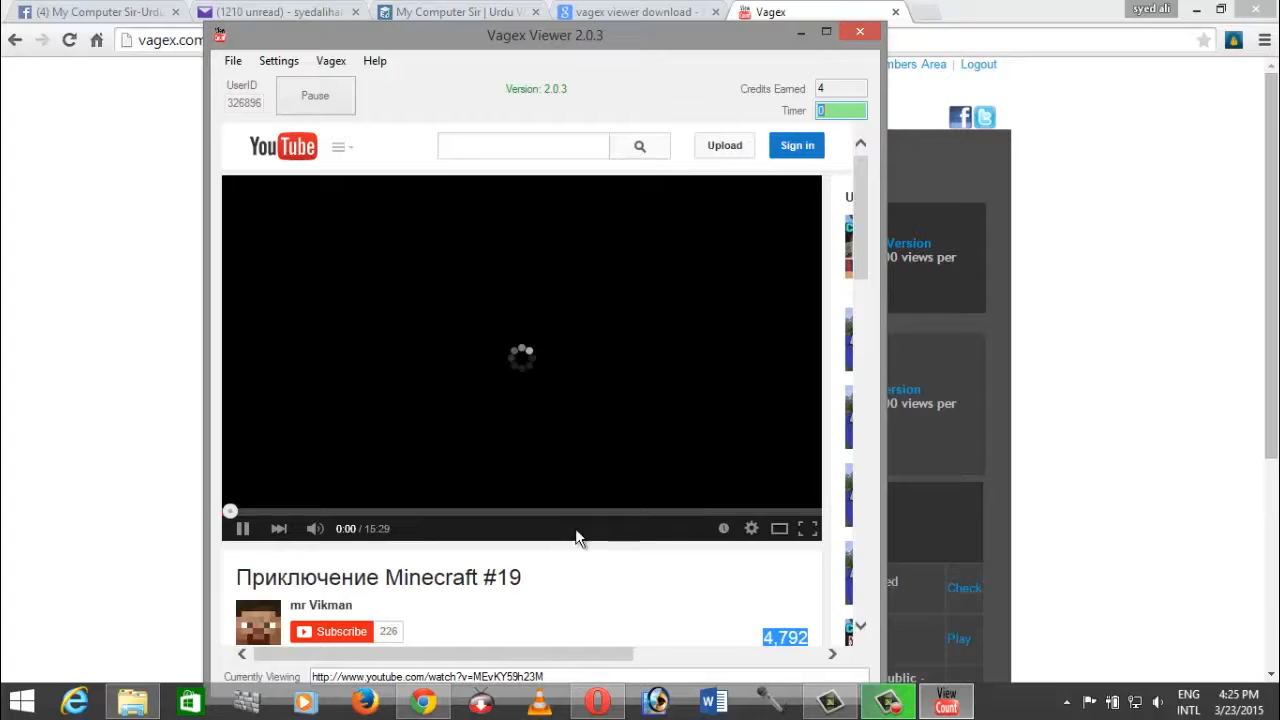 (4) My Computer Sir-Urdu
(1210 unread) - syedalihai
My Computer Sir | Urdu V
vagex viewer download -
Vagex
syed ali
vagex.com
Vagex Viewer 2.0.3
mbers Area | Logout
File Settings Vagex Help
UserID
326896
Pause
Version: 2.0.3
Credits Earned 4
Timer 0
YouTube
Upload
Sign in
U
Version
00 views per
ersion
00 views per
0:00 / 15:29
Приключение Minecraft #19
mr Vikman
Subscribe 226
4,792
ed
Check
Play
ublic -
Currently Viewing http://www.youtube.com/watch?v=MEvKY59h23M
View
Count
ENG
INTL
4:25 PM
3/23/2015